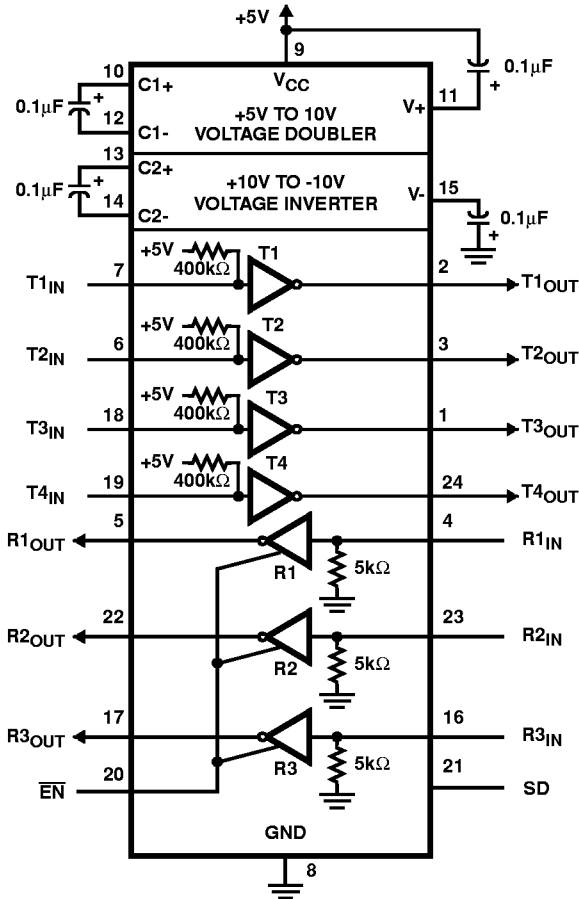 +5V
9
10
C1+
VCC
0.1µF
+
12
C1-
+5V TO 10V
VOLTAGE DOUBLER
V+
11
0.1µF
+
13
C2+
0.1µF
+
14
C2-
+10V TO -10V
VOLTAGE INVERTER
V-
15
0.1µF
+
+5V
400kΩ
T1
T1IN
7
2
T1OUT
+5V
400kΩ
T2
T2IN
6
3
T2OUT
+5V
400kΩ
T3
T3IN
18
1
T3OUT
+5V
400kΩ
T4
T4IN
19
24
T4OUT
R1OUT
5
R1
5kΩ
4
R1IN
R2OUT
22
R2
5kΩ
23
R2IN
R3OUT
17
R3
5kΩ
16
R3IN
EN
20
21
SD
GND
8